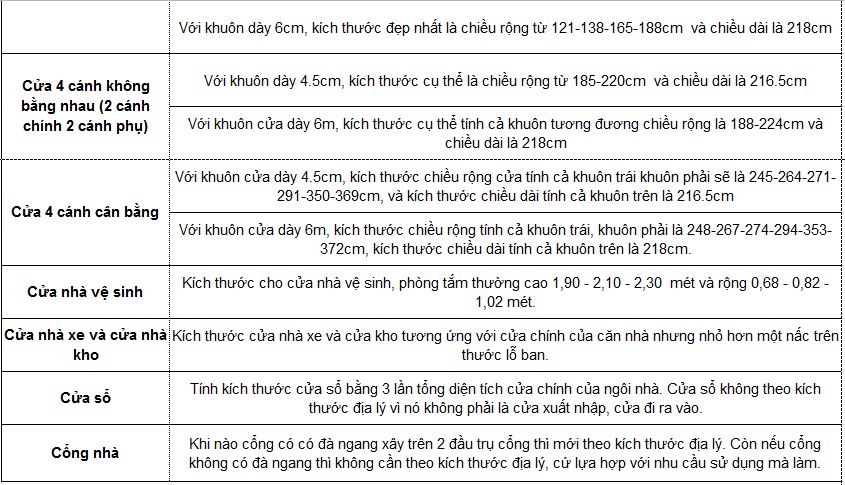 Với khuôn dày 6cm, kích thước đẹp nhất là chiều rộng từ 121-138-165-188cm và chiều dài là 218cm
Cửa 4 cánh không
bằng nhau (2 cánh
chính 2 cánh phụ)
Với khuôn dày 4.5cm, kích thước cụ thể là chiều rộng từ 185-220cm và chiều dài là 216.5cm
Với khuôn cửa dày 6m, kích thước cụ thể tính cả khuôn tương đương chiều rộng là 188-224cm và
chiều dài là 218cm
Cửa 4 cánh cân bằng
Với khuôn cửa dày 4.5cm, kích thước chiều rộng cửa tính cả khuôn trái khuôn phải sẽ là 245-264-271-
291-350-369cm, và kích thước chiều dài tính cả khuôn trên là 216.5cm
Với khuôn cửa dày 6m, kích thước chiều rộng tính cả khuôn trái, khuôn phải là 248-267-274-294-353-
372cm, kích thước chiều dài tính cả khuôn trên là 218cm.
Cửa nhà vệ sinh
Kích thước cho cửa nhà vệ sinh, phòng tắm thường cao 1,90 - 2,10 - 2,30 mét và rộng 0,68 - 0,82 -
1,02 mét.
Cửa nhà xe và cửa nhà
kho
Kích thước cửa nhà xe và cửa kho tương ứng với cửa chính của căn nhà nhưng nhỏ hơn một nấc trên
thước lỗ ban.
Cửa sổ
Tính kích thước cửa sổ bằng 3 lần tổng diện tích cửa chính của ngôi nhà. Cửa sổ không theo kích
thước địa lý vì nó không phải là cửa xuất nhập, cửa đi ra vào.
Cổng nhà
Khi nào cổng có có đà ngang xây trên 2 đầu trụ cổng thì mới theo kích thước địa lý. Còn nếu cổng
không có đà ngang thì không cần theo kích thước địa lý, cứ lựa hợp với nhu cầu sử dụng mà làm.